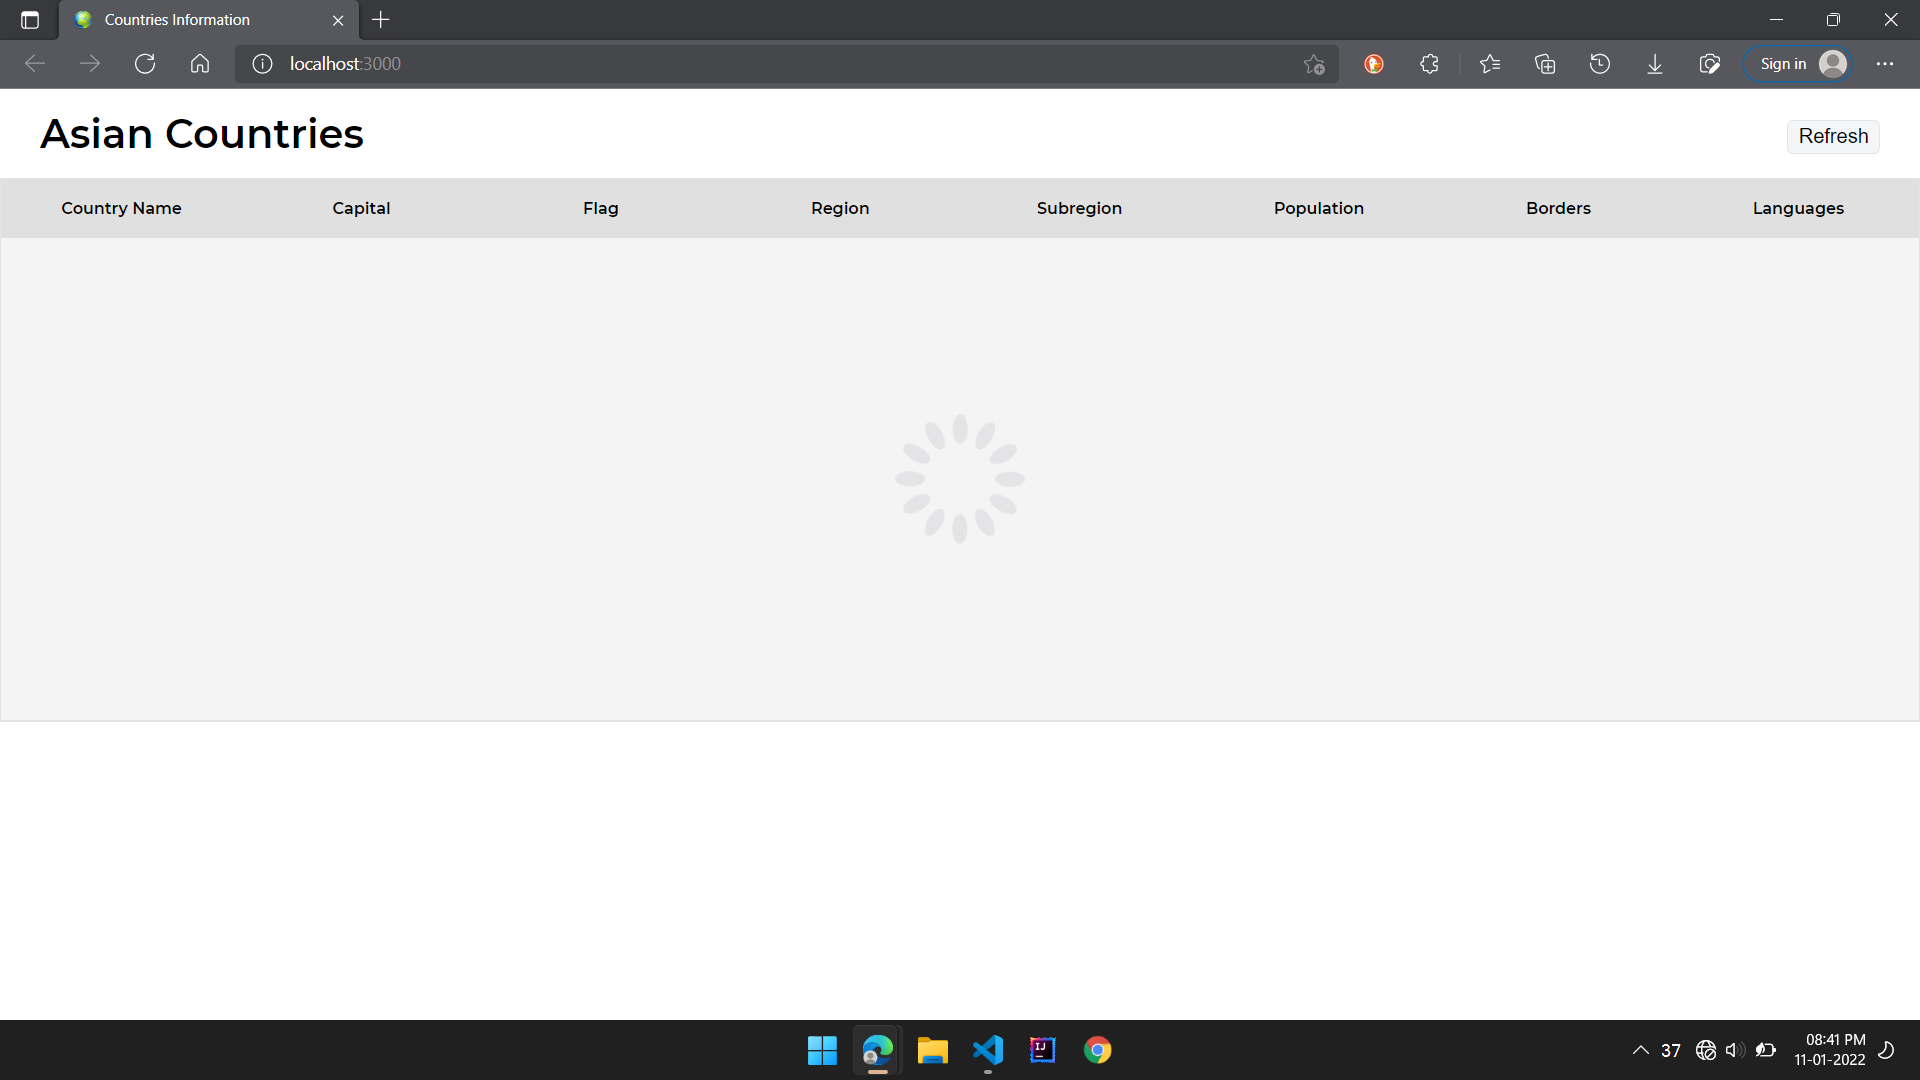 Countries Information
localhost:3000
Sign in
Asian Countries
Refresh
Country Name Capital Flag Region Subregion Population Borders Languages
IJ
37
08:41 PM
11-01-2022